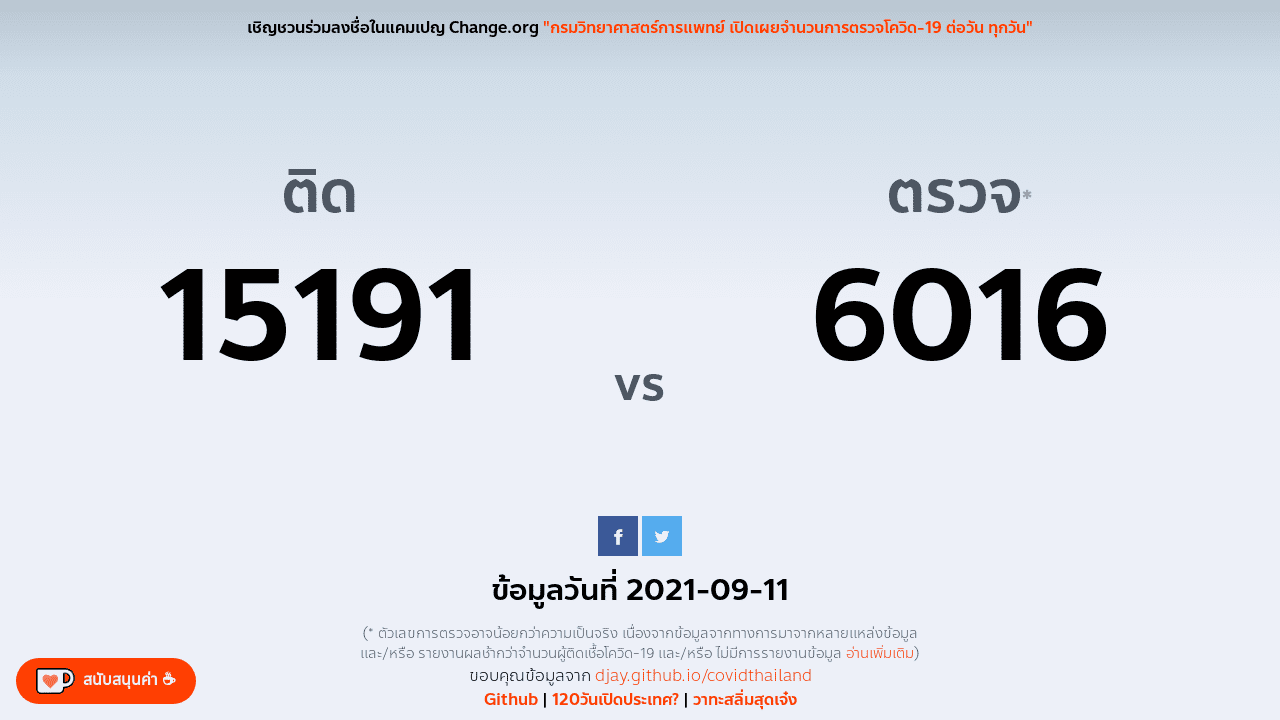 เชิญชวนร่วมลงชื่อในแคมเปญ Change.org "กรมวิทยาศาสตร์การแพทย์ เปิดเผยจำนวนการตรวจโควิด-19 ต่อวัน ทุกวัน"
ติด
15191
vs
ตรวจ*
6016
ข้อมูลวันที่ 2021-09-11
(* ตัวเลขการตรวจอาจน้อยกว่าความเป็นจริง เนื่องจากข้อมูลจากทางการมาจากหลายแหล่งข้อมูล
และ/หรือ รายงานผลช้ากว่าจำนวนผู้ติดเชื้อโควิด-19 และ/หรือ ไม่มีการรายงานข้อมูล อ่านเพิ่มเติม)
ขอบคุณข้อมูลจาก djay.github.io/covidthailand
Github | 120วันเปิดประเทศ? | วาทะสลิ่มสุดเจ๋ง
สนับสนุนค่า ☕